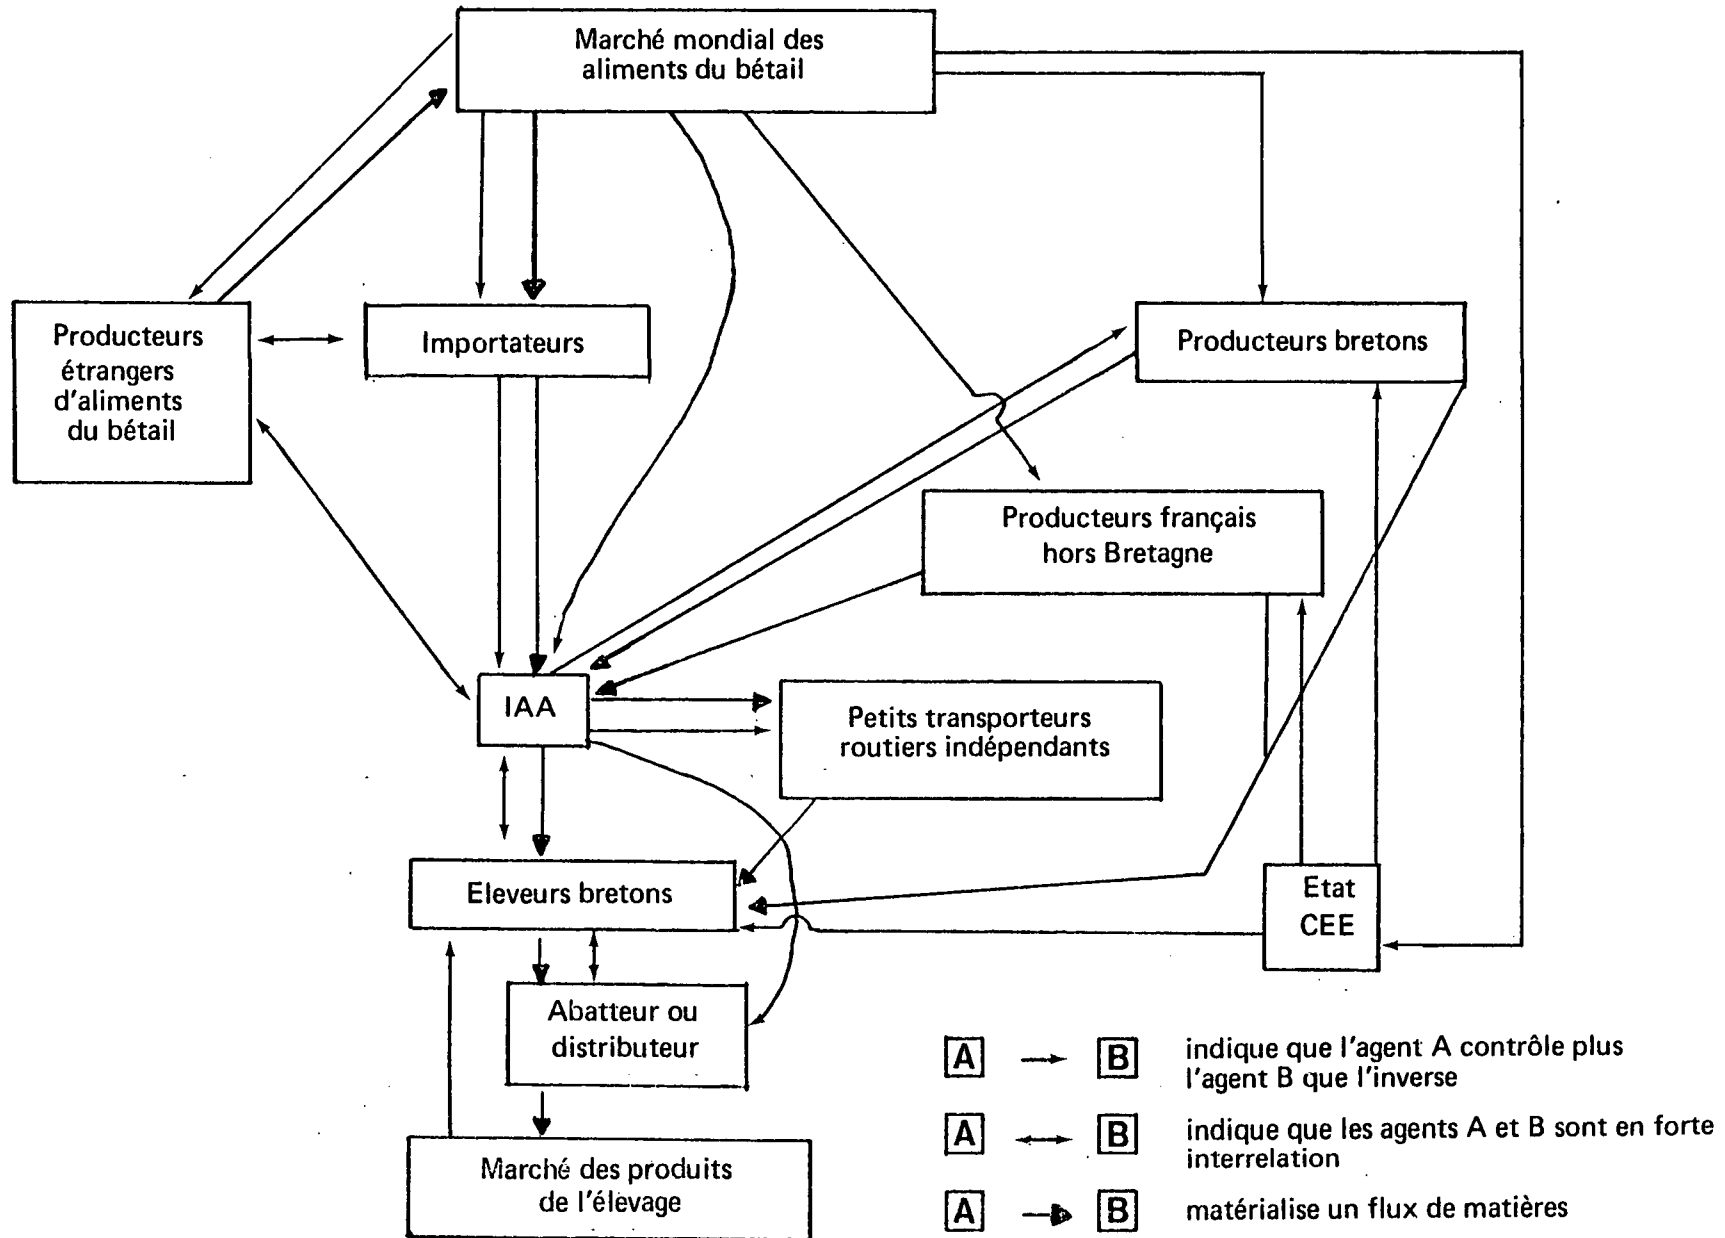 Marché mondial des
aliments du bétail
Producteurs
étrangers
d'aliments
du bétail
Importateurs
Producteurs bretons
Producteurs français
hors Bretagne
IAA
Petits transporteurs
routiers indépendants
Eleveurs bretons
Etat
CEE
Abatteur ou
distributeur
Marché des produits
de l'élevage
A B indique que l'agent A contrôle plus
l'agent B que l'inverse
A B indique que les agents A et B sont en forte
interrelation
A B matérialise un flux de matières